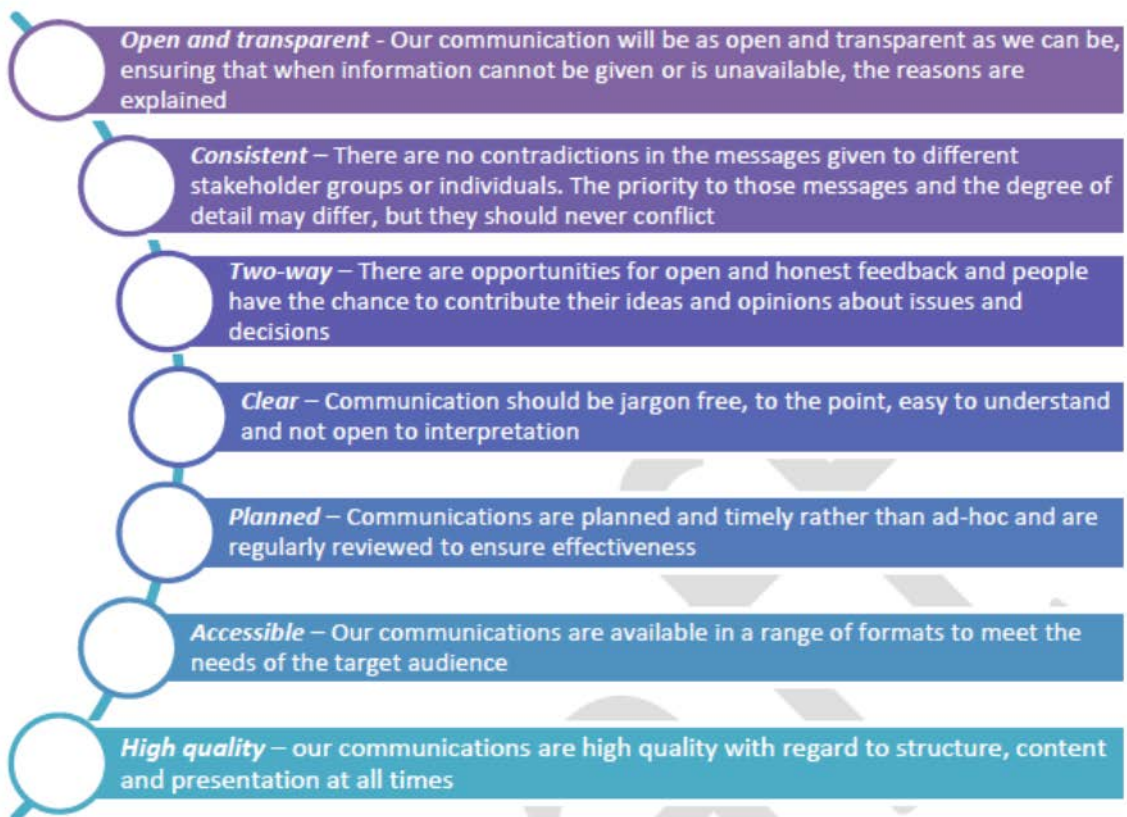 Open and transparent - Our communication will be as open and transparent as we can be,
ensuring that when information cannot be given or is unavailable, the reasons are
explained
Consistent – There are no contradictions in the messages given to different
stakeholder groups or individuals. The priority to those messages and the degree of
detail may differ, but they should never conflict
Two-way – There are opportunities for open and honest feedback and people
have the chance to contribute their ideas and opinions about issues and
decisions
Clear – Communication should be jargon free, to the point, easy to understand
and not open to interpretation
Planned – Communications are planned and timely rather than ad-hoc and are
regularly reviewed to ensure effectiveness
Accessible – Our communications are available in a range of formats to meet the
needs of the target audience
High quality – our communications are high quality with regard to structure, content
and presentation at all times